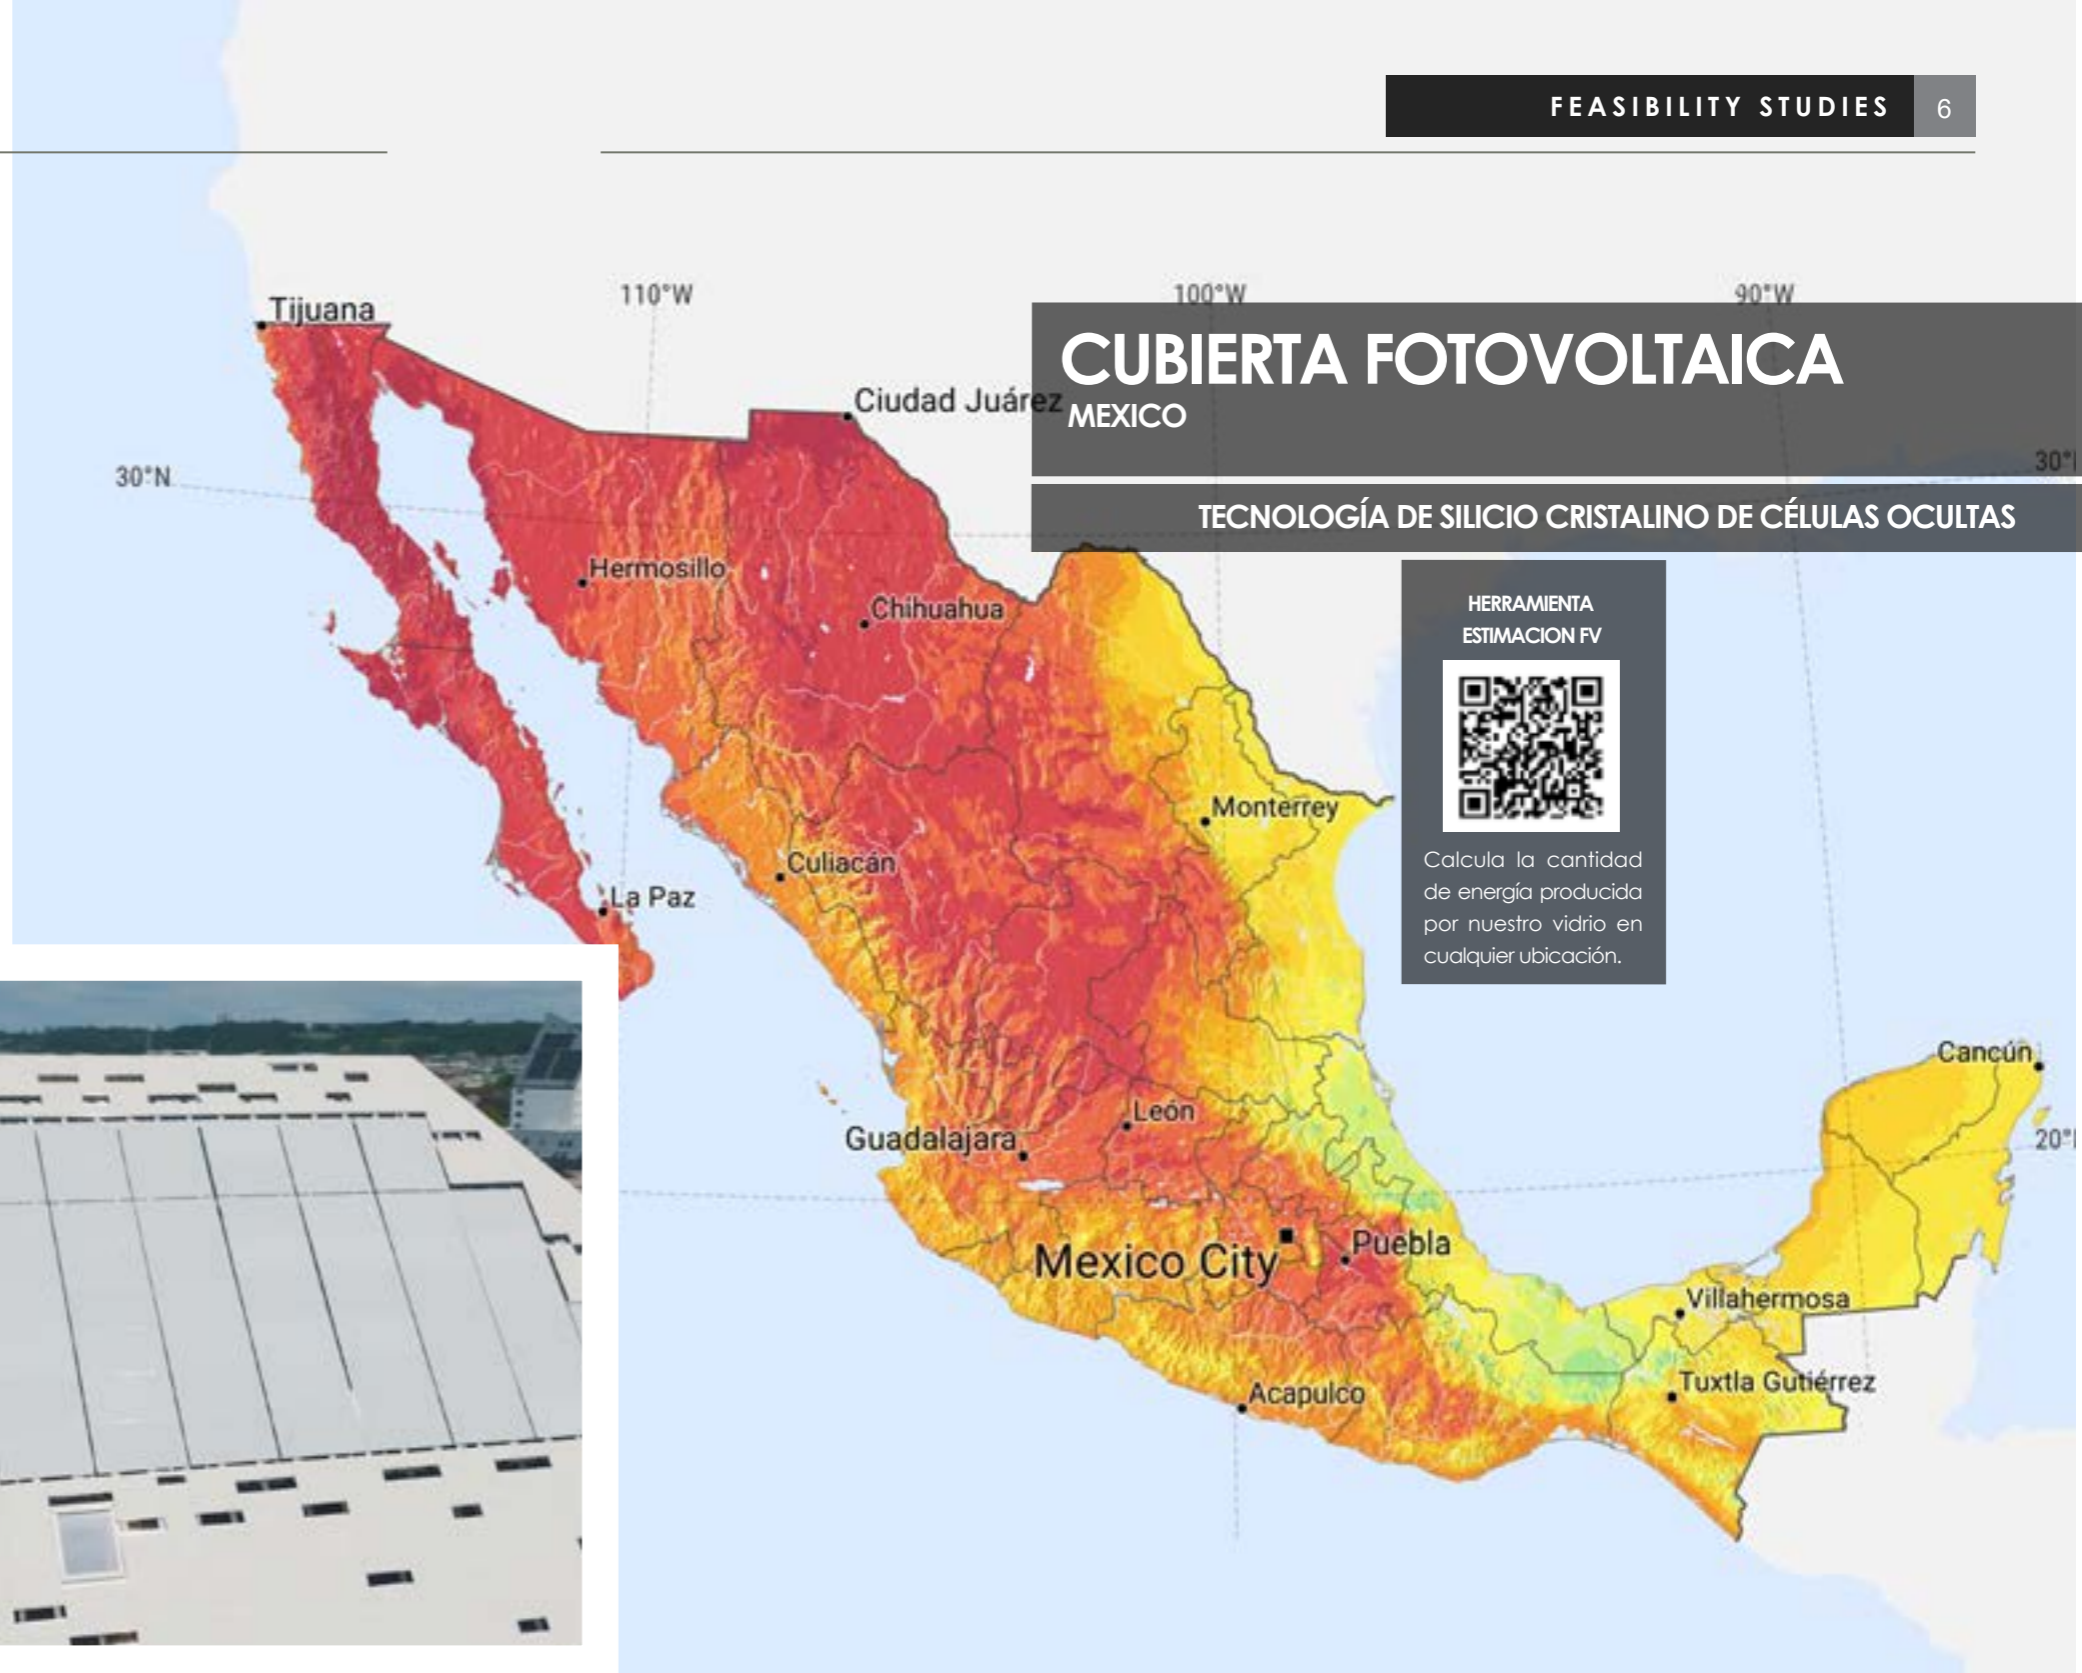 FEASIBILITY STUDIES 6
110°W 100°W 90°W
Tijuana
CUBIERTA FOTOVOLTAICA
Ciudad Juárez
MEXICO
30°N
30°
TECNOLOGÍA DE SILICIO CRISTALINO DE CÉLULAS OCULTAS
Hermosillo
Chihuahua
HERRAMIENTA
ESTIMACION FV
Monterrey
Culiacán
La Paz
Calcula la cantidad
de energía producida
por nuestro vidrio en
cualquier ubicación.
Cancún
León
Guadalajara
20°
Mexico City
Puebla
Villahermosa
Tuxtla Gutiérrez
Acapulco